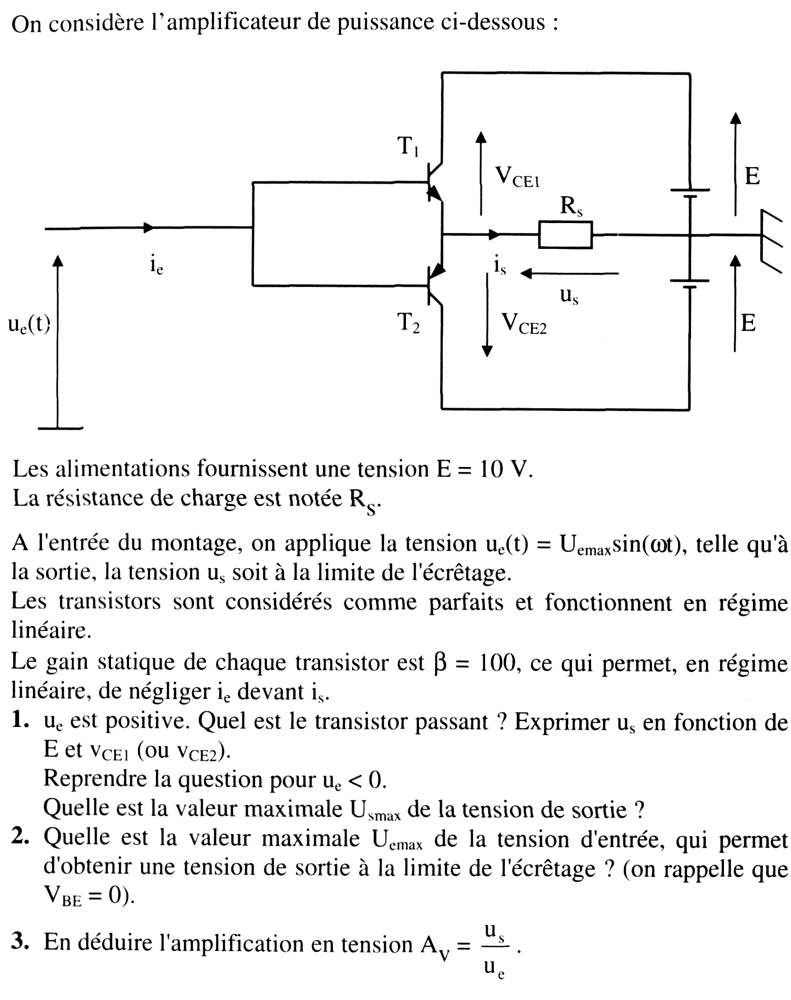 On considère l'amplificateur de puissance ci-dessous :
T1
VCE1
E
Rs
ie
is
us
ue(t)
T2
VCE2
E
Les alimentations fournissent une tension E = 10 V.
La résistance de charge est notée RS.
A l'entrée du montage, on applique la tension ue(t) = Uemaxsin(ωt), telle qu'à
la sortie, la tension us soit à la limite de l'écrêtage.
Les transistors sont considérés comme parfaits et fonctionnent en régime
linéaire.
Le gain statique de chaque transistor est β = 100, ce qui permet, en régime
linéaire, de négliger ie devant is.
1. ue est positive. Quel est le transistor passant ? Exprimer us en fonction de
E et vCE1 (ou vCE2).
Reprendre la question pour ue < 0.
Quelle est la valeur maximale Usmax de la tension de sortie ?
2. Quelle est la valeur maximale Uemax de la tension d'entrée, qui permet
d'obtenir une tension de sortie à la limite de l'écrêtage ? (on rappelle que
VBE = 0).
3. En déduire l'amplification en tension AV = us / ue .